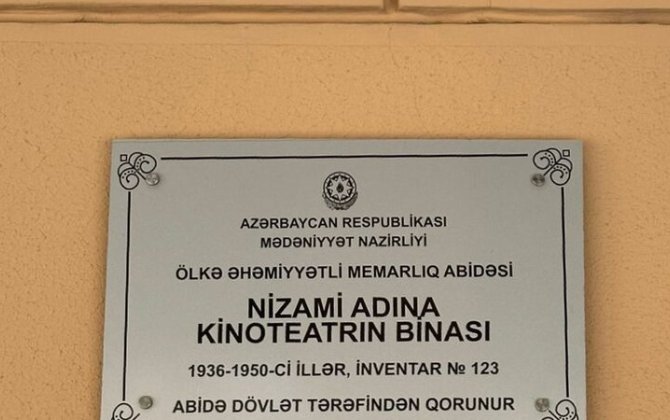 AZƏRBAYCAN RESPUBLİKASI
MƏDƏNİYYƏT NAZİRLİYİ
ÖLKƏ ƏHƏMİYYƏTLİ MEMARLIQ ABİDƏSİ
NİZAMİ ADINA
KİNOTEATRIN BİNASI
1936-1950-Cİ İLLƏR, İNVENTAR № 123
ABİDƏ DÖVLƏT TƏRƏFİNDƏN QORUNUR